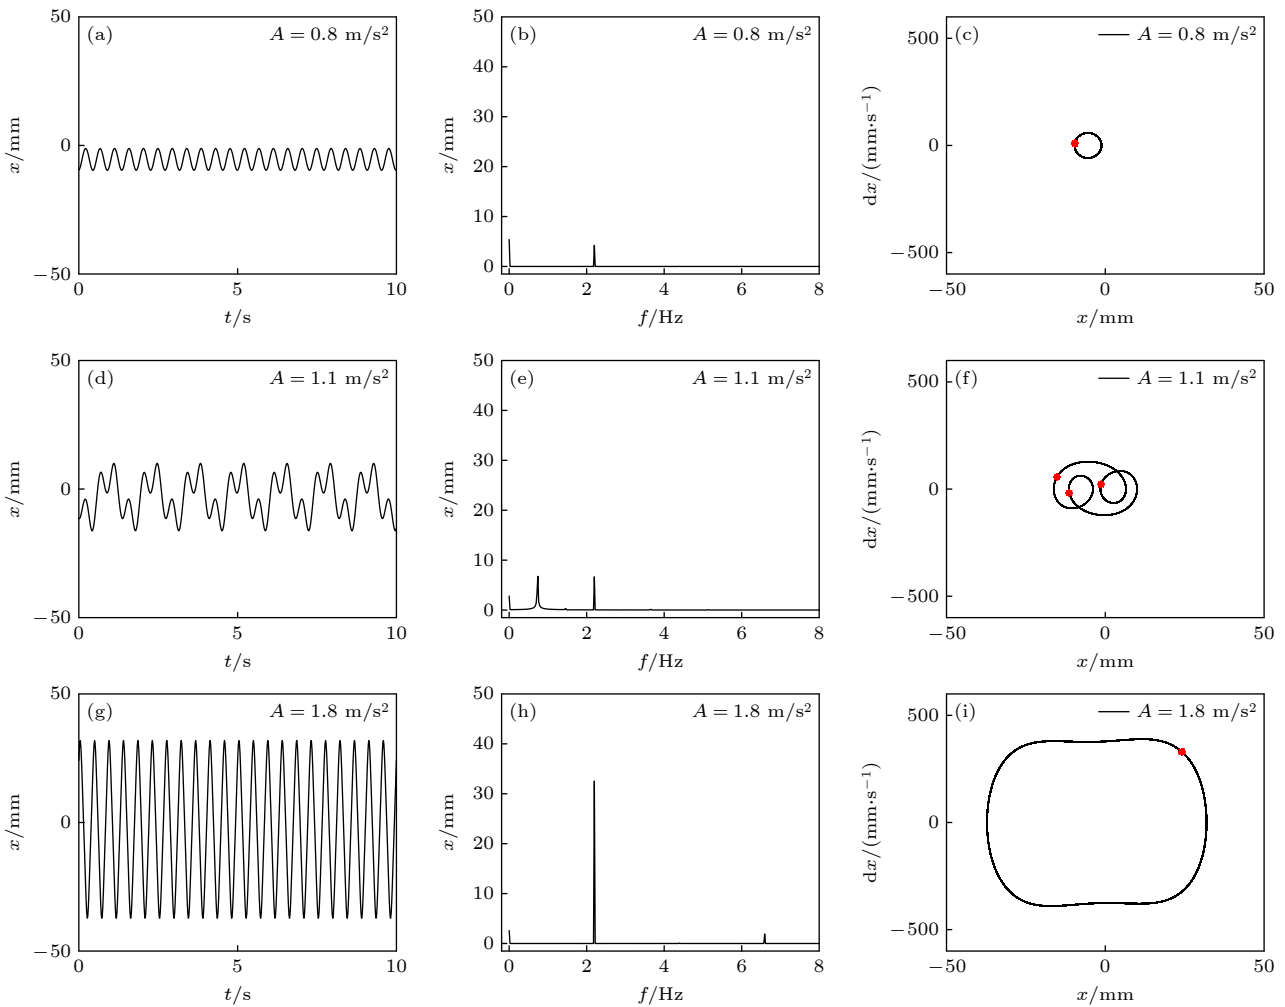 50
(a)
A = 0.8 m/s²
x/mm
0
−50
0
5
10
t/s
50
(b)
A = 0.8 m/s²
40
30
x/mm
20
10
0
0
2
4
6
8
f/Hz
(c)
A = 0.8 m/s²
500
dx/(mm·s⁻¹)
0
−500
−50
0
50
x/mm
50
(d)
A = 1.1 m/s²
x/mm
0
−50
0
5
10
t/s
50
(e)
A = 1.1 m/s²
40
30
x/mm
20
10
0
0
2
4
6
8
f/Hz
(f)
A = 1.1 m/s²
500
dx/(mm·s⁻¹)
0
−500
−50
0
50
x/mm
50
(g)
A = 1.8 m/s²
x/mm
0
−50
0
5
10
t/s
50
(h)
A = 1.8 m/s²
40
30
x/mm
20
10
0
0
2
4
6
8
f/Hz
(i)
A = 1.8 m/s²
500
dx/(mm·s⁻¹)
0
−500
−50
0
50
x/mm